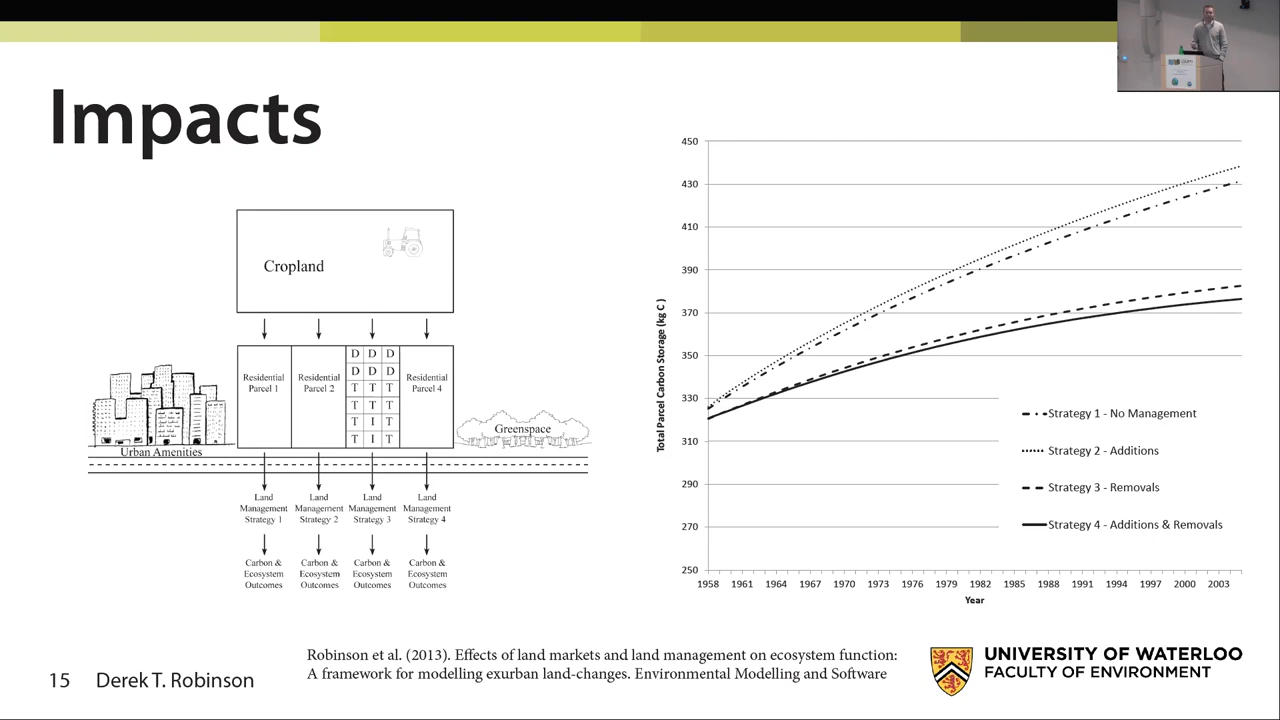 Impacts
Cropland
D D D
D D D
T T T
T T T
T I T
T I T
Residential
Parcel 1
Residential
Parcel 2
Residential
Parcel 4
Urban Amenities
Greenspace
Land
Management
Strategy 1
Land
Management
Strategy 2
Land
Management
Strategy 3
Land
Management
Strategy 4
Carbon &
Ecosystem
Outcomes
Carbon &
Ecosystem
Outcomes
Carbon &
Ecosystem
Outcomes
Carbon &
Ecosystem
Outcomes
Total Parcel Carbon Storage (kg C )
450
430
410
390
370
350
330
310
290
270
250
1958 1961 1964 1967 1970 1973 1976 1979 1982 1985 1988 1991 1994 1997 2000 2003
Year
Strategy 1 - No Management
Strategy 2 - Additions
Strategy 3 - Removals
Strategy 4 - Additions & Removals
Robinson et al. (2013). Effects of land markets and land management on ecosystem function:
A framework for modelling exurban land-changes. Environmental Modelling and Software
15 Derek T. Robinson
UNIVERSITY OF WATERLOO
FACULTY OF ENVIRONMENT